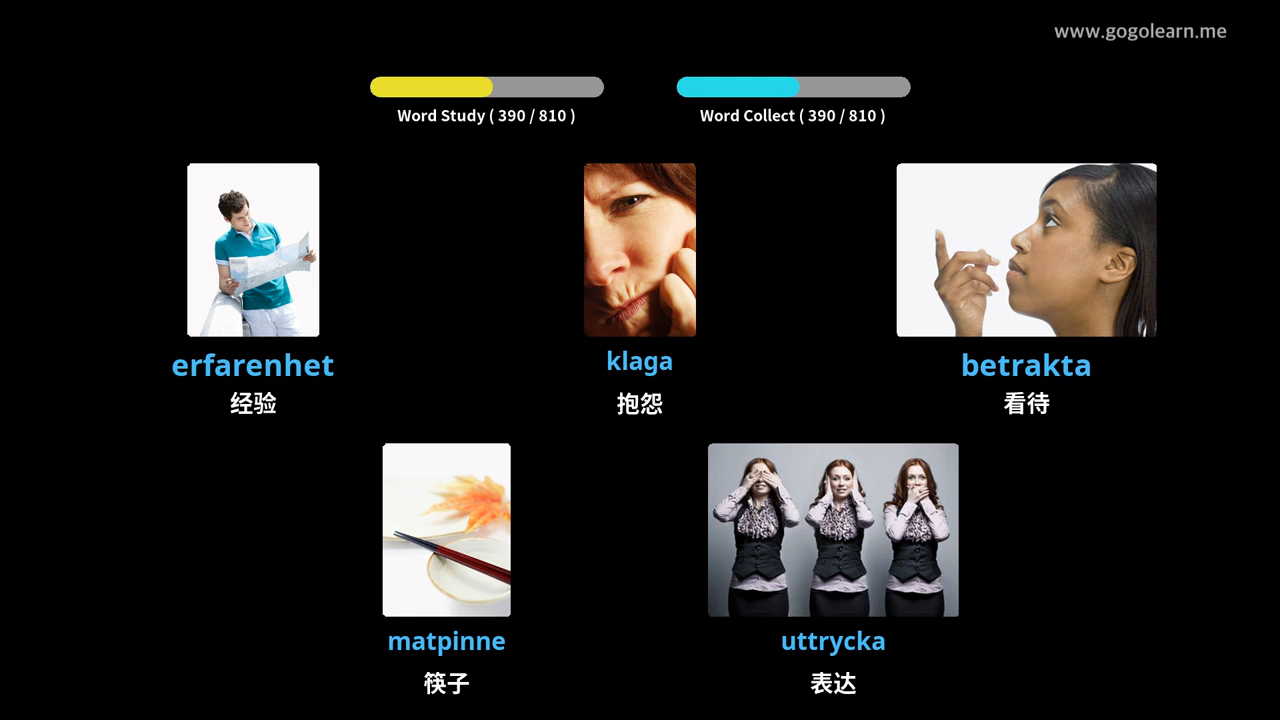 www.gogolearn.me
Word Study ( 390 / 810 )
Word Collect ( 390 / 810 )
erfarenhet
经验
klaga
抱怨
betrakta
看待
matpinne
筷子
uttrycka
表达